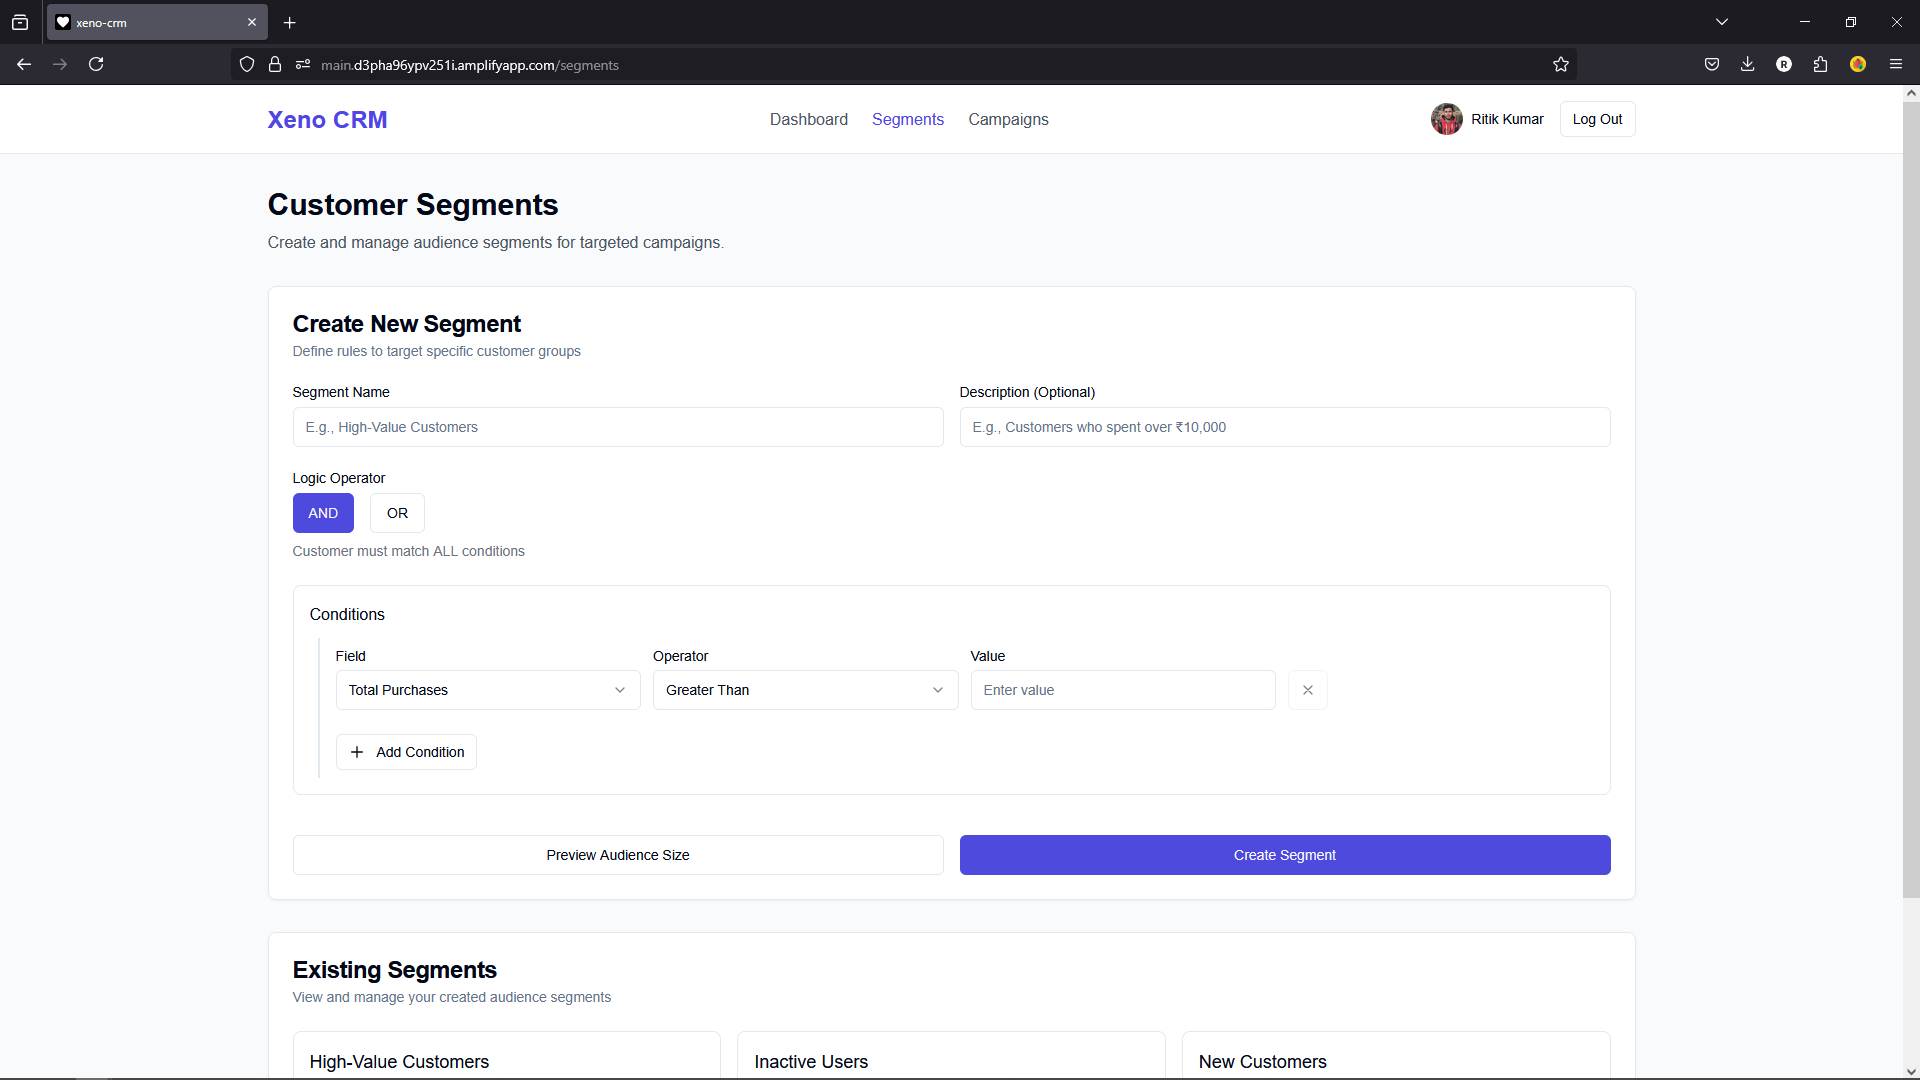 xeno-crm
main.d3pha96ypv251i.amplifyapp.com/segments
R
Xeno CRM
Dashboard Segments Campaigns
Ritik Kumar Log Out
Customer Segments
Create and manage audience segments for targeted campaigns.
Create New Segment
Define rules to target specific customer groups
Segment Name Description (Optional)
E.g., High-Value Customers E.g., Customers who spent over ₹10,000
Logic Operator
AND OR
Customer must match ALL conditions
Conditions
Field Operator Value
Total Purchases Greater Than Enter value
Add Condition
Preview Audience Size Create Segment
Existing Segments
View and manage your created audience segments
High-Value Customers Inactive Users New Customers